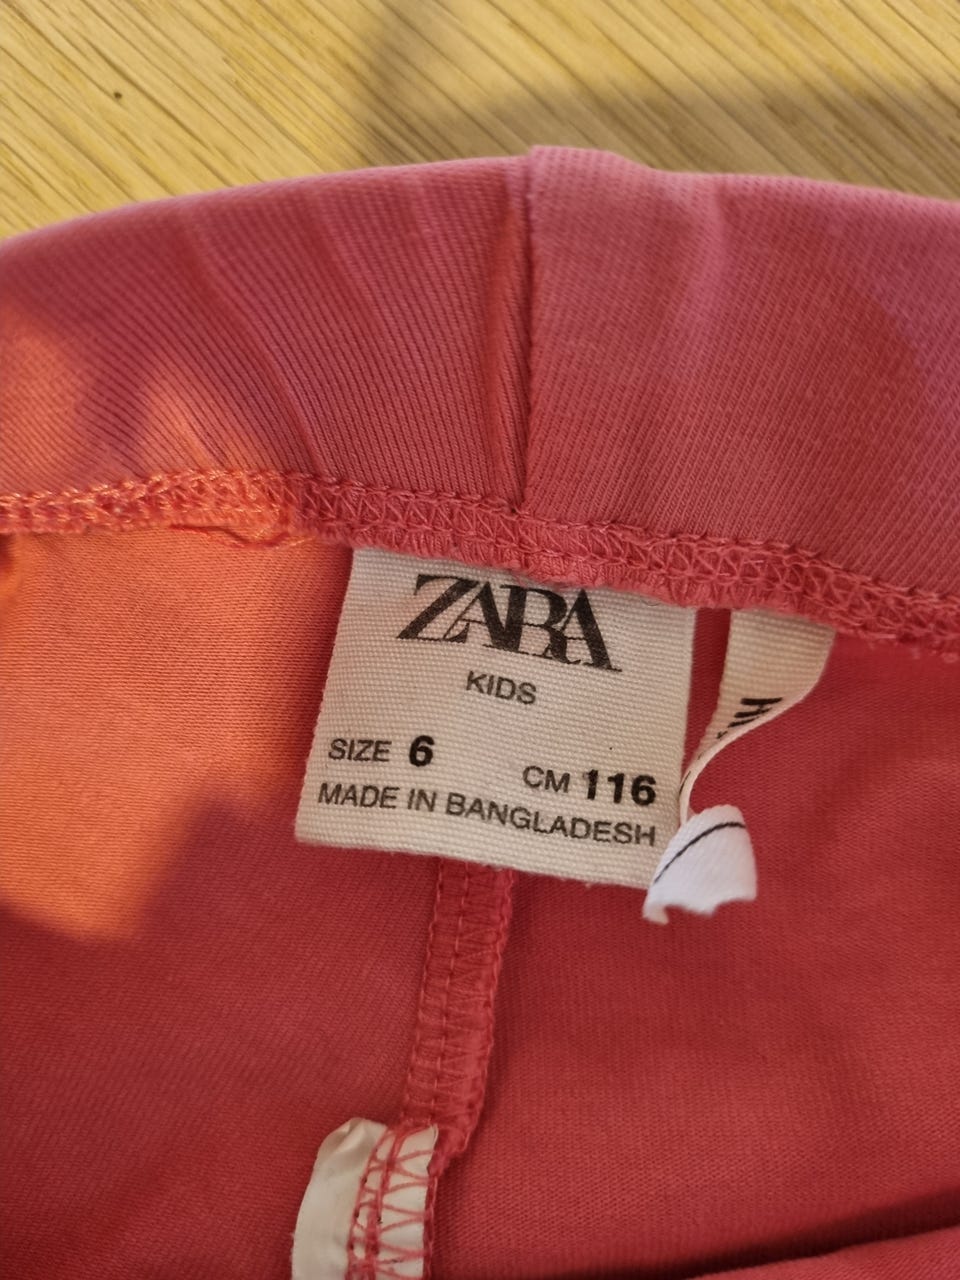 ZARA
KIDS
SIZE 6
CM 116
MADE IN BANGLADESH